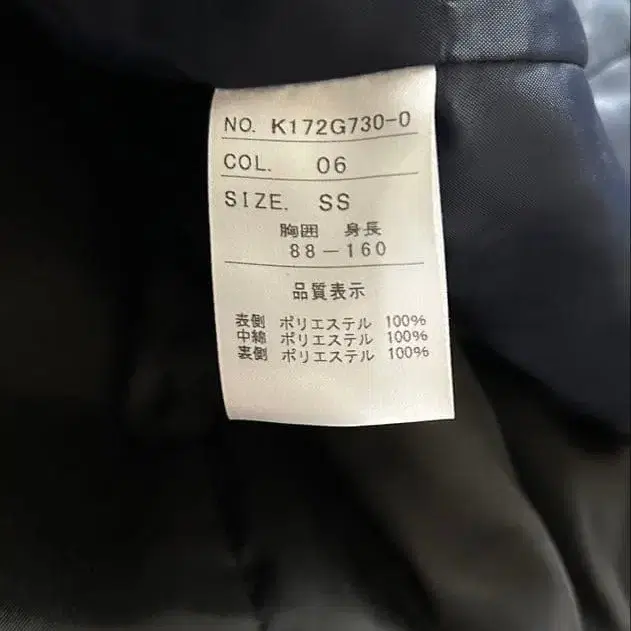 NO. K172G730-0
COL. 06
SIZE. SS
胸囲 身長
88-160
品質表示
表側 ポリエステル 100%
中綿 ポリエステル 100%
裏側 ポリエステル 100%